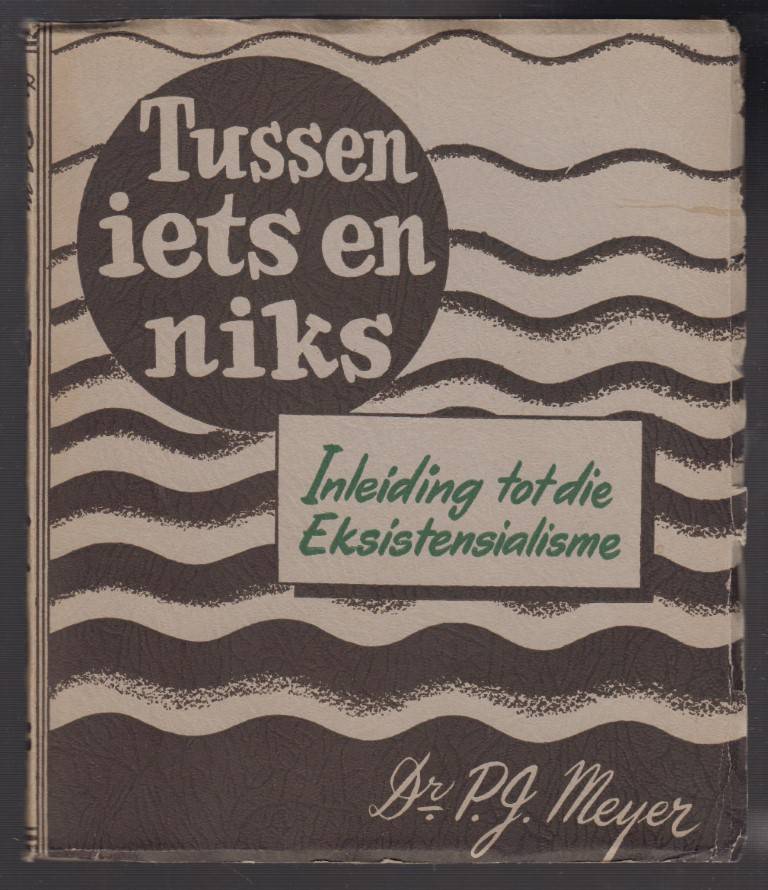 Tussen
iets en
niks
Inleiding tot die
Eksistensialisme
Dr. P.J. Meyer